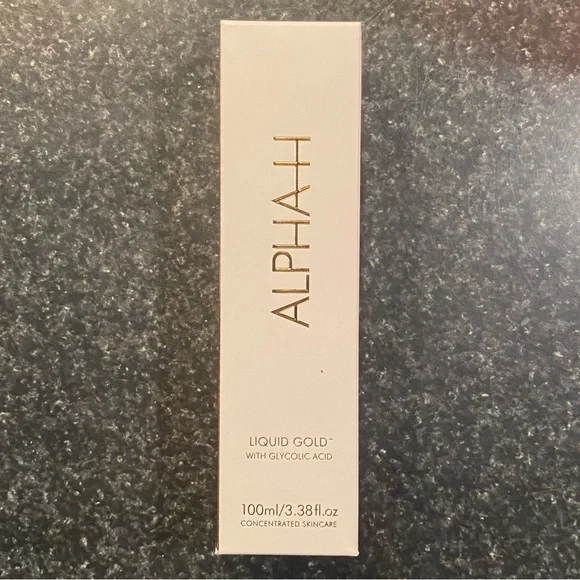 ALPHA-H
LIQUID GOLD™
WITH GLYCOLIC ACID
100ml/3.38fl.oz
CONCENTRATED SKINCARE